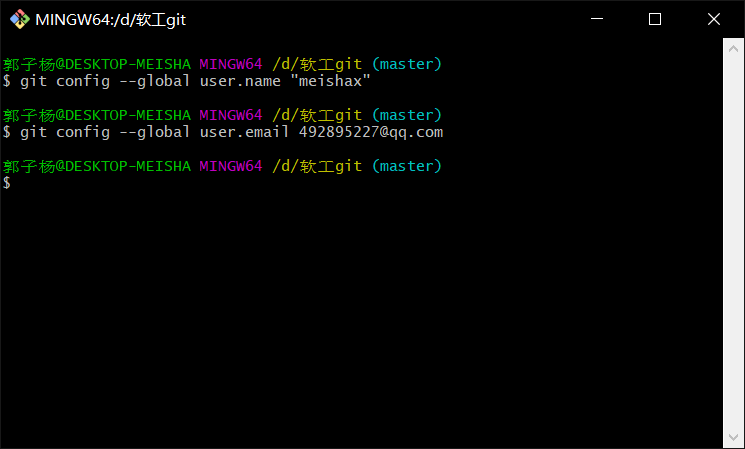 MINGW64:/d/软工git
郭子杨@DESKTOP-MEISHA MINGW64 /d/软工git (master)
$ git config --global user.name "meishax"
郭子杨@DESKTOP-MEISHA MINGW64 /d/软工git (master)
$ git config --global user.email 492895227@qq.com
郭子杨@DESKTOP-MEISHA MINGW64 /d/软工git (master)
$